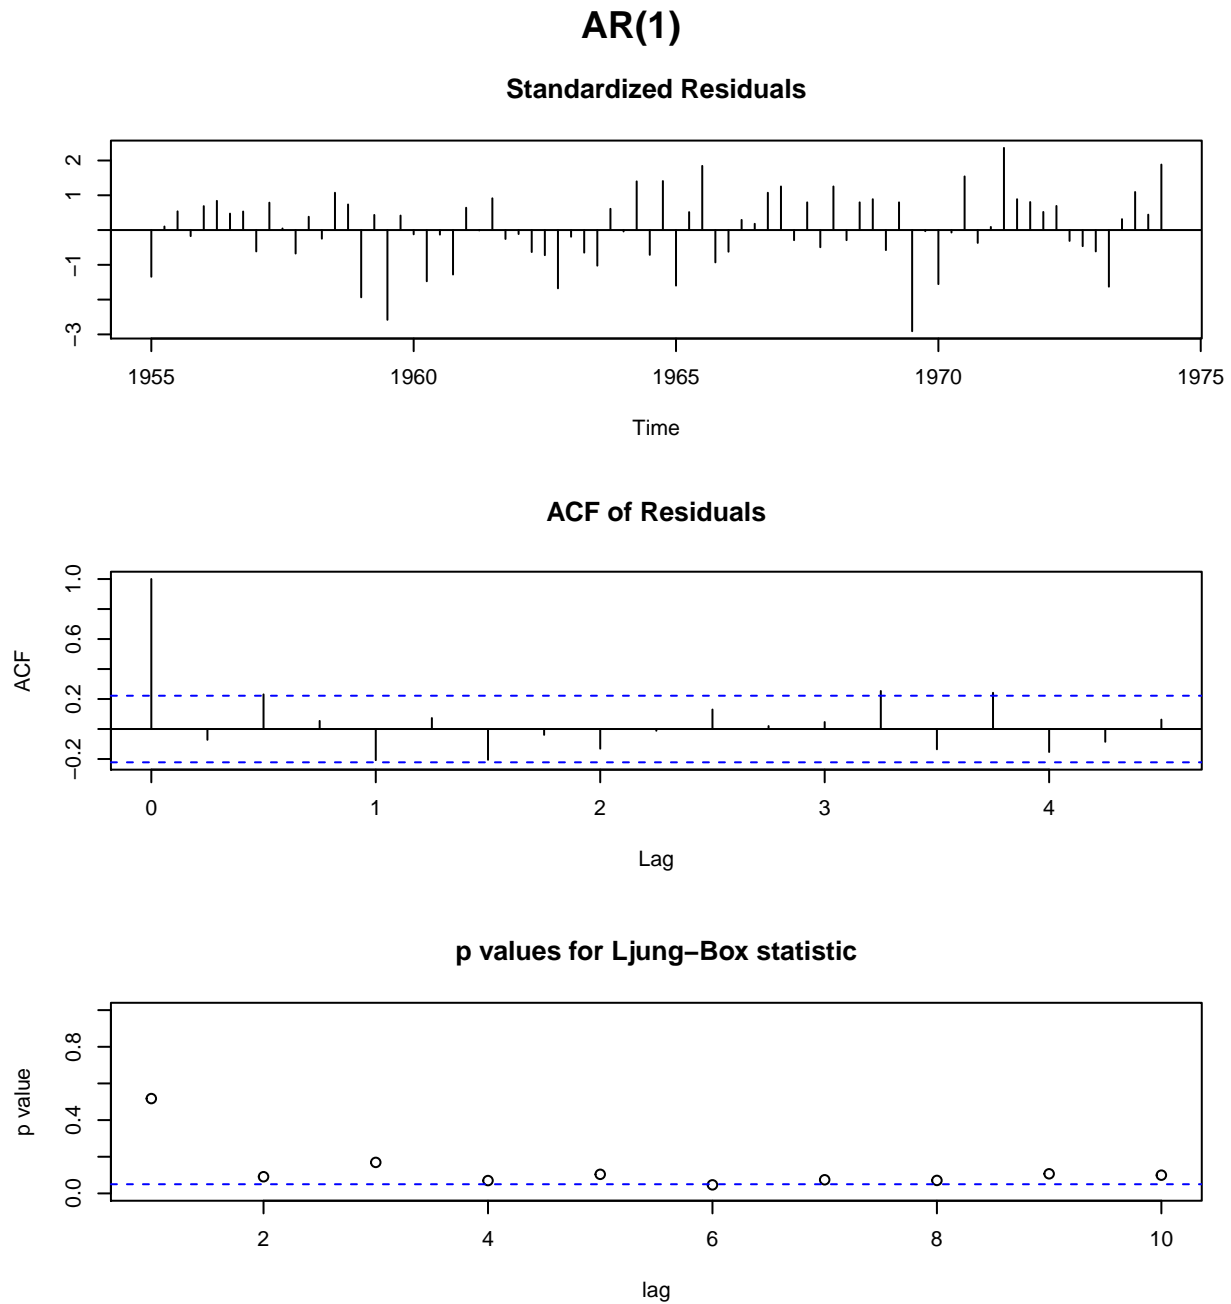 AR(1)
Standardized Residuals
2
1
−1
−3
1955 1960 1965 1970 1975
Time
ACF of Residuals
1.0
0.6
0.2
−0.2
ACF
0 1 2 3 4
Lag
p values for Ljung−Box statistic
0.8
0.4
0.0
p value
2 4 6 8 10
lag